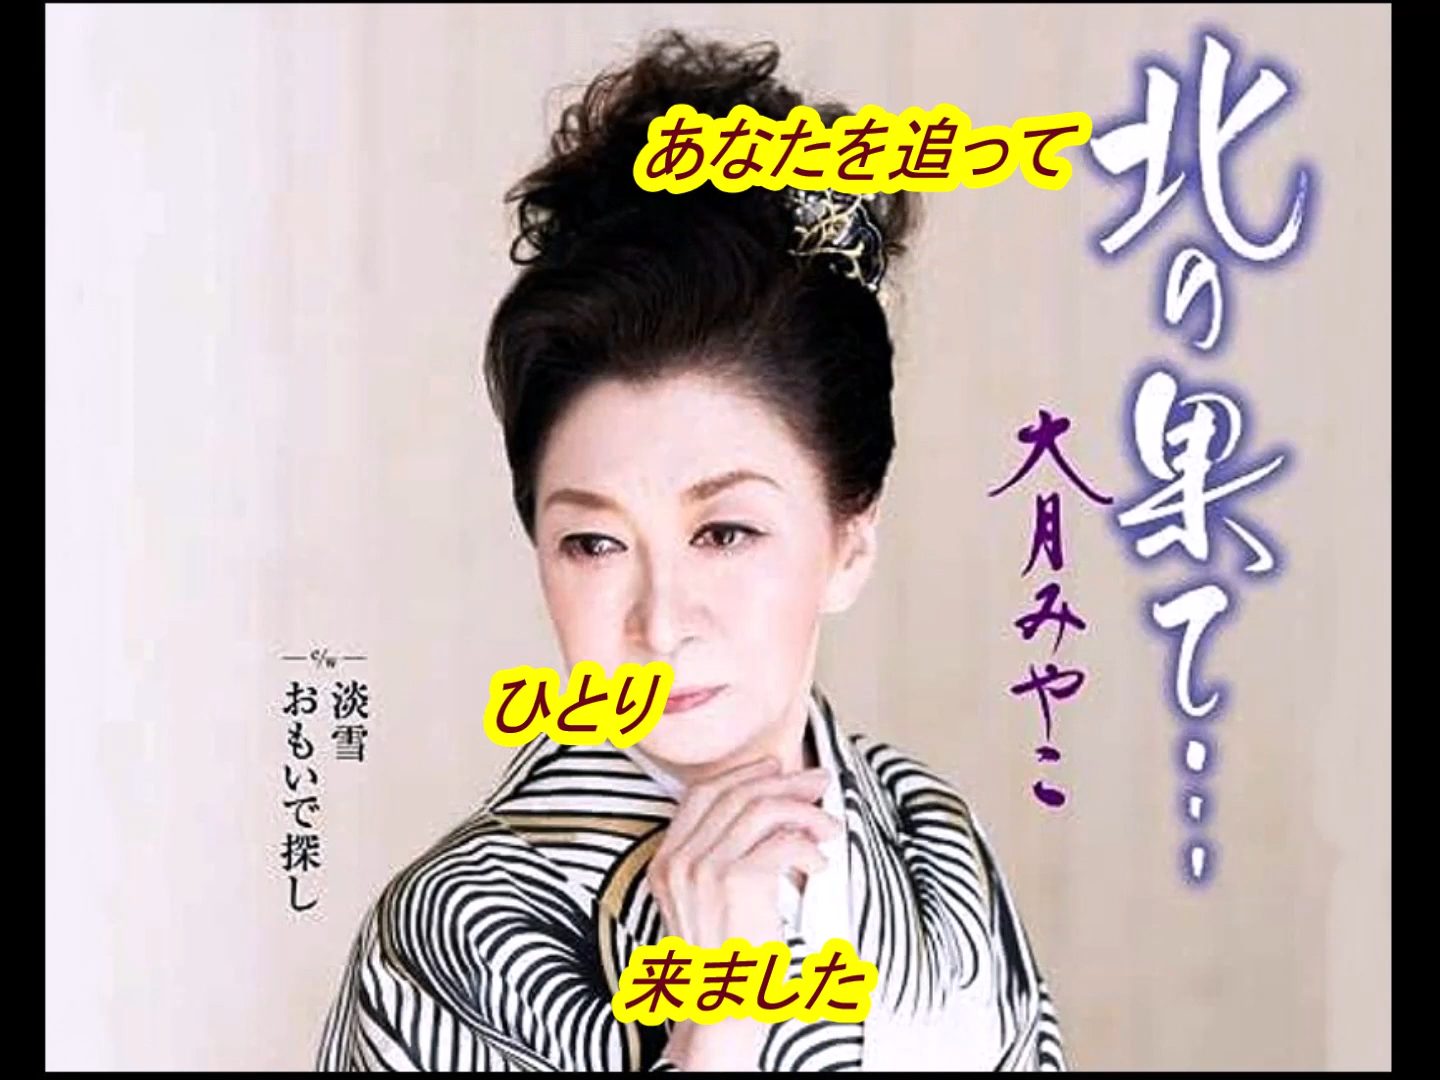 北の果て・・・
大月みやこ
あなたを追って
ひとり
来ました
c/w
淡雪
おもいで探し